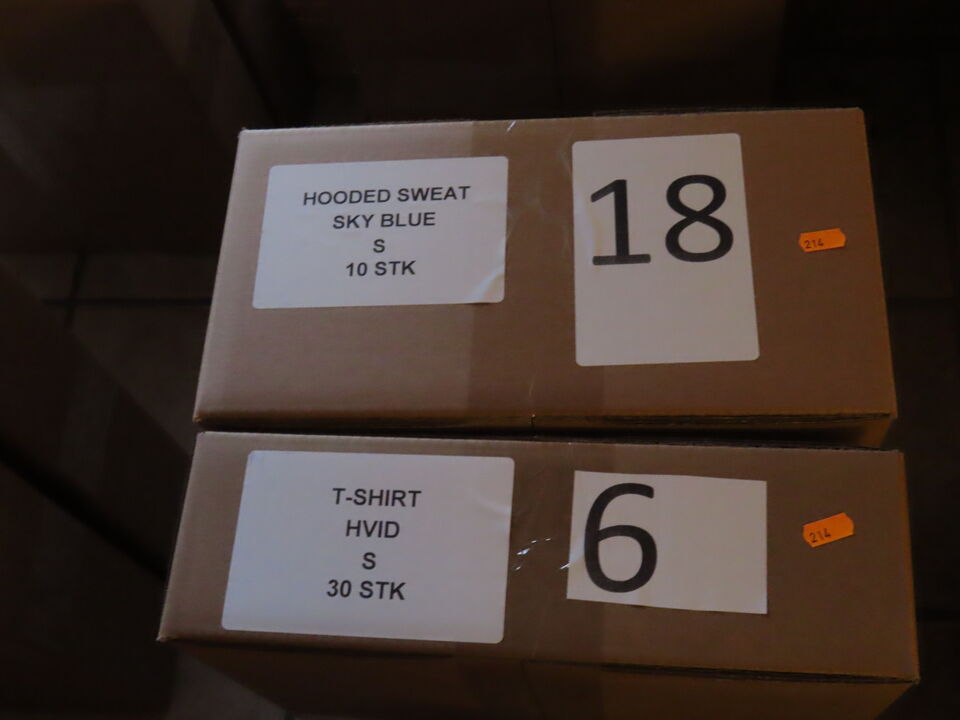 HOODED SWEAT
SKY BLUE
S
10 STK
18
214
T-SHIRT
HVID
S
30 STK
6
214